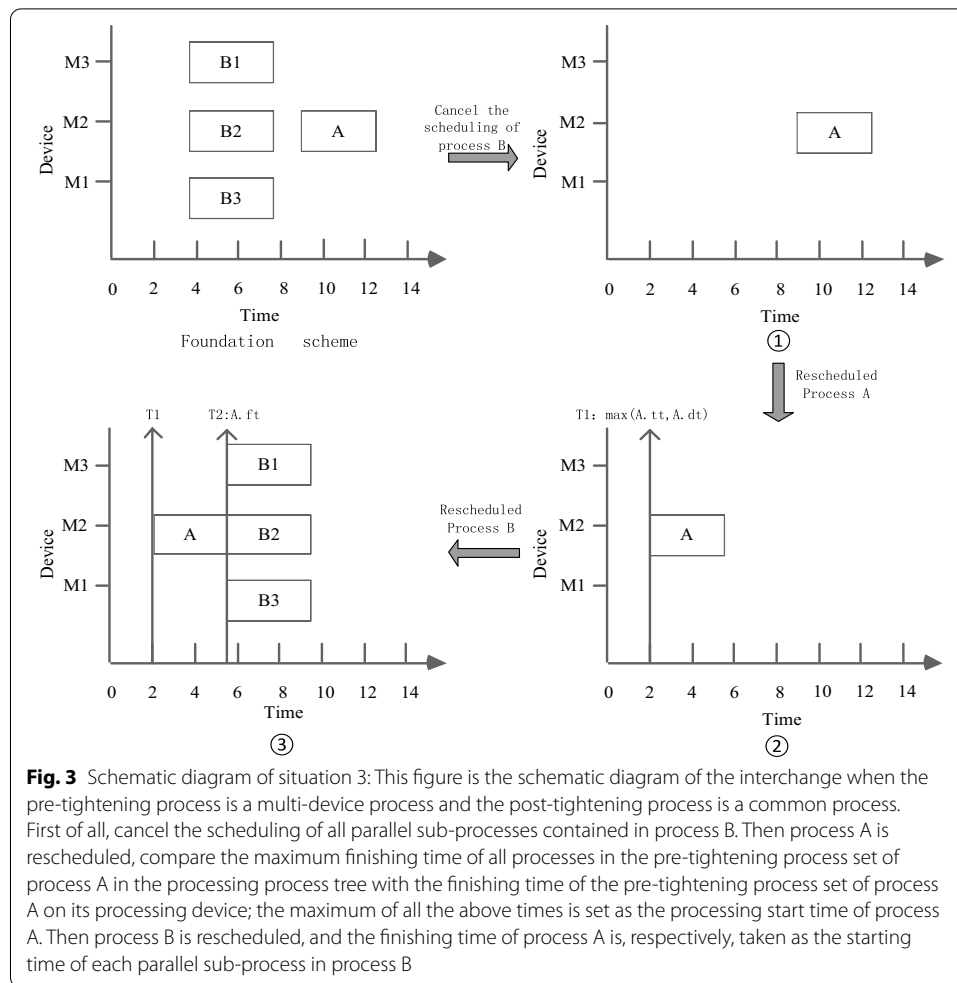 M3
M2
M1
Device
B1
B2
B3
A
0 2 4 6 8 10 12 14
Time
Foundation scheme
Cancel the
scheduling of
process B
M3
M2
M1
Device
A
0 2 4 6 8 10 12 14
Time
①
Rescheduled
Process A
T1 T2:A.ft
M3
M2
M1
Device
B1
A B2
B3
0 2 4 6 8 10 12 14
Time
③
Rescheduled
Process B
T1: max(A.tt,A.dt)
M3
M2
M1
Device
A
0 2 4 6 8 10 12 14
Time
②
Fig. 3 Schematic diagram of situation 3: This figure is the schematic diagram of the interchange when the
pre-tightening process is a multi-device process and the post-tightening process is a common process.
First of all, cancel the scheduling of all parallel sub-processes contained in process B. Then process A is
rescheduled, compare the maximum finishing time of all processes in the pre-tightening process set of
process A in the processing process tree with the finishing time of the pre-tightening process set of process
A on its processing device; the maximum of all the above times is set as the processing start time of process
A. Then process B is rescheduled, and the finishing time of process A is, respectively, taken as the starting
time of each parallel sub-process in process B